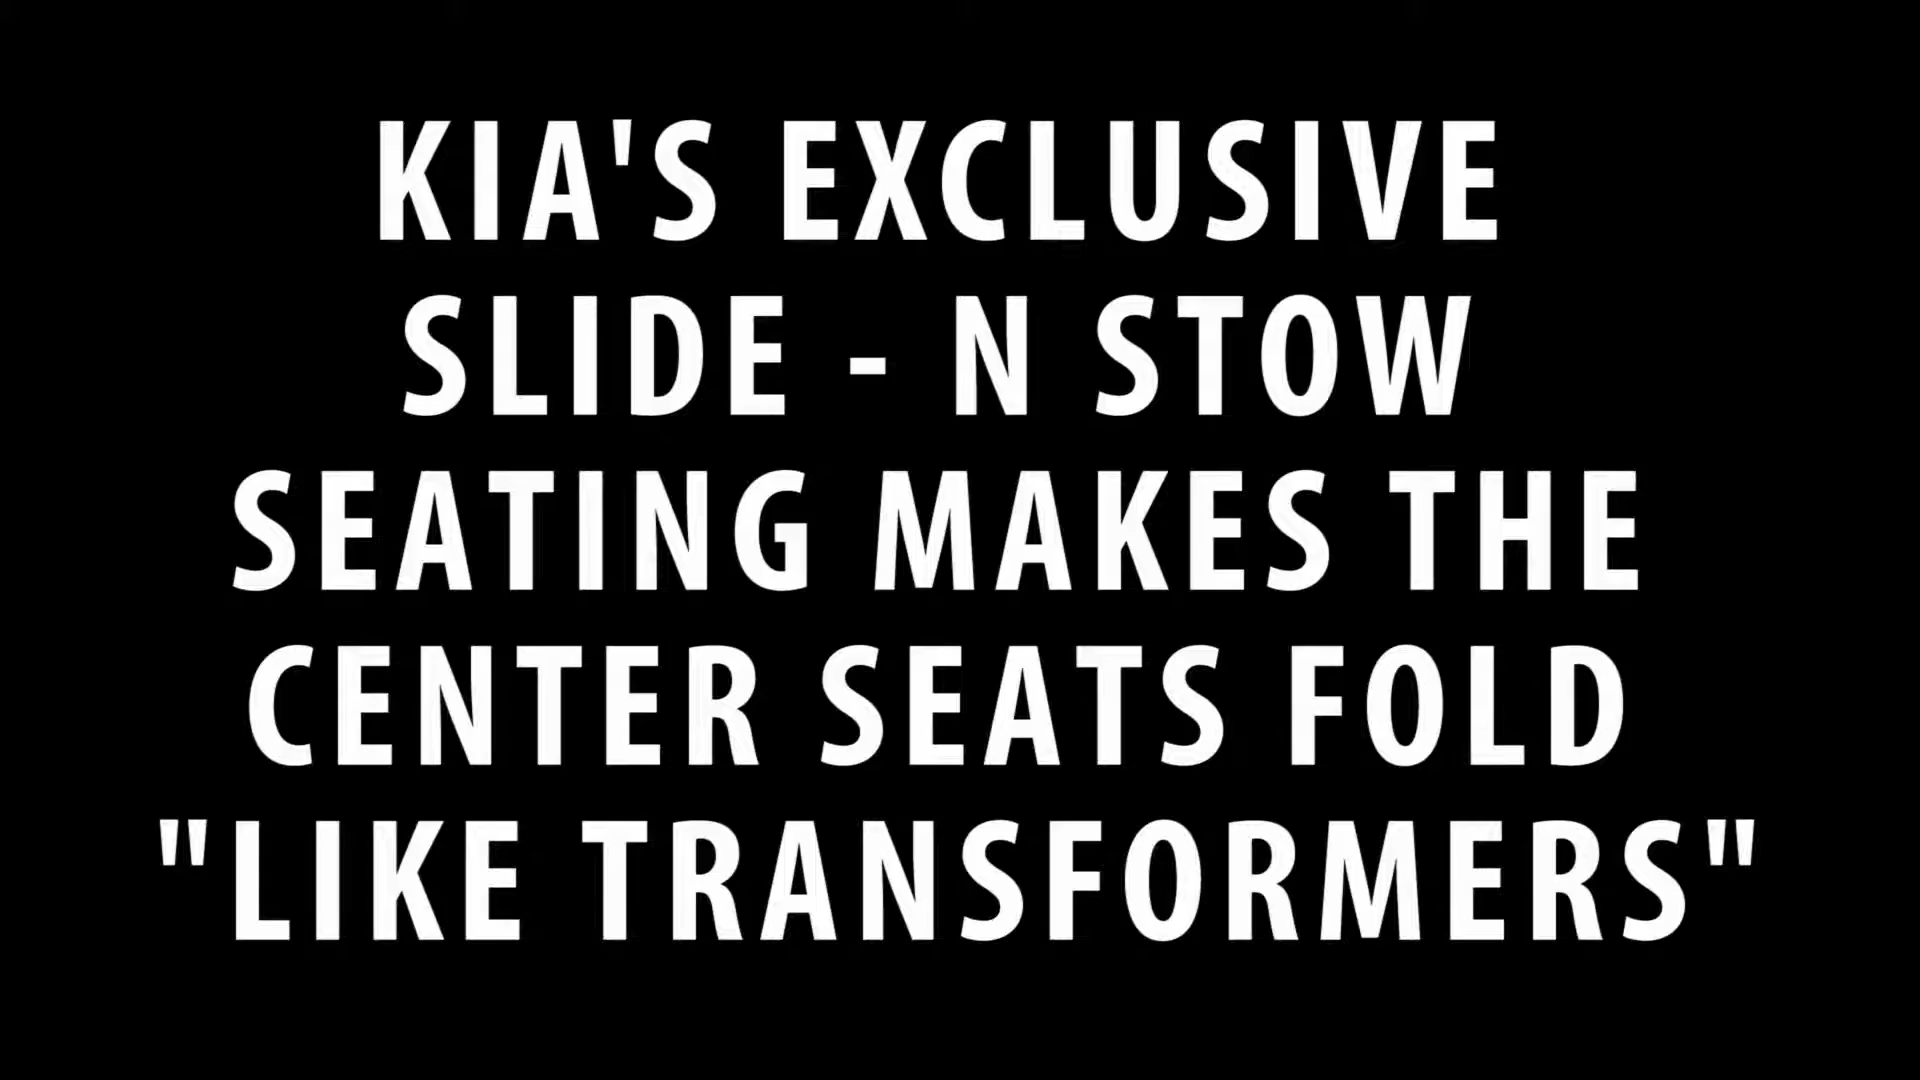 KIA'S EXCLUSIVE
SLIDE - N STOW
SEATING MAKES THE
CENTER SEATS FOLD
"LIKE TRANSFORMERS"